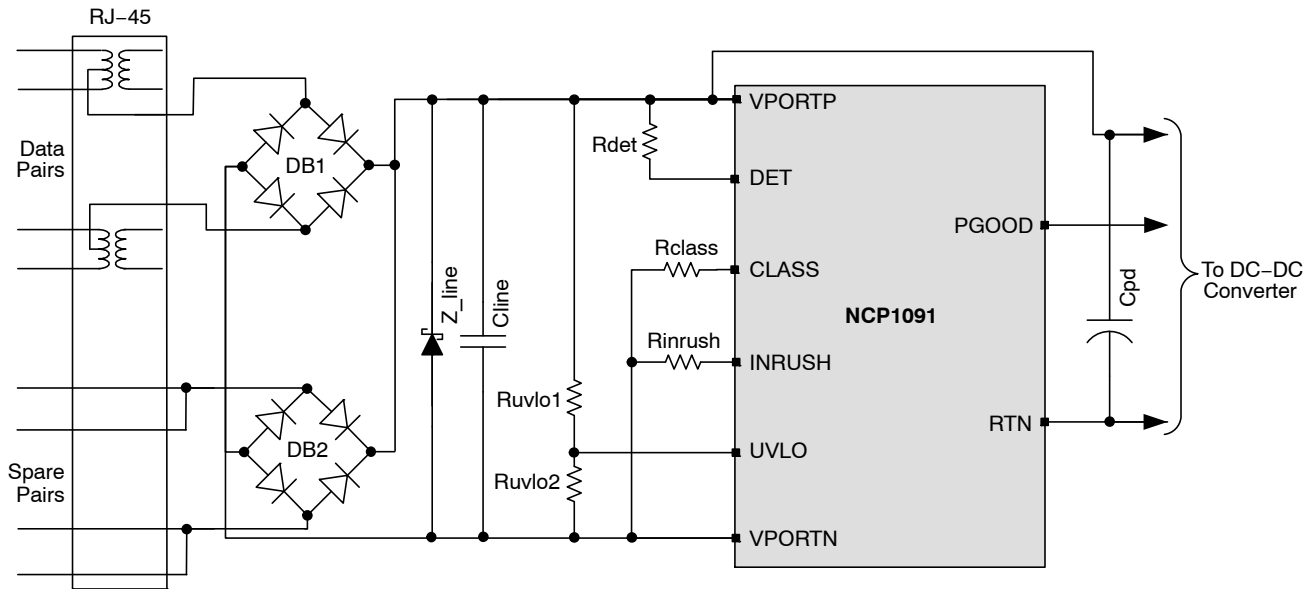 RJ−45
Data
Pairs
DB1
Rdet
VPORTP
DET
PGOOD
Rclass
CLASS
Z_line
Cline
NCP1091
Cpd
To DC−DC
Converter
Rinrush
INRUSH
Ruvlo1
RTN
DB2
UVLO
Spare
Pairs
Ruvlo2
VPORTN